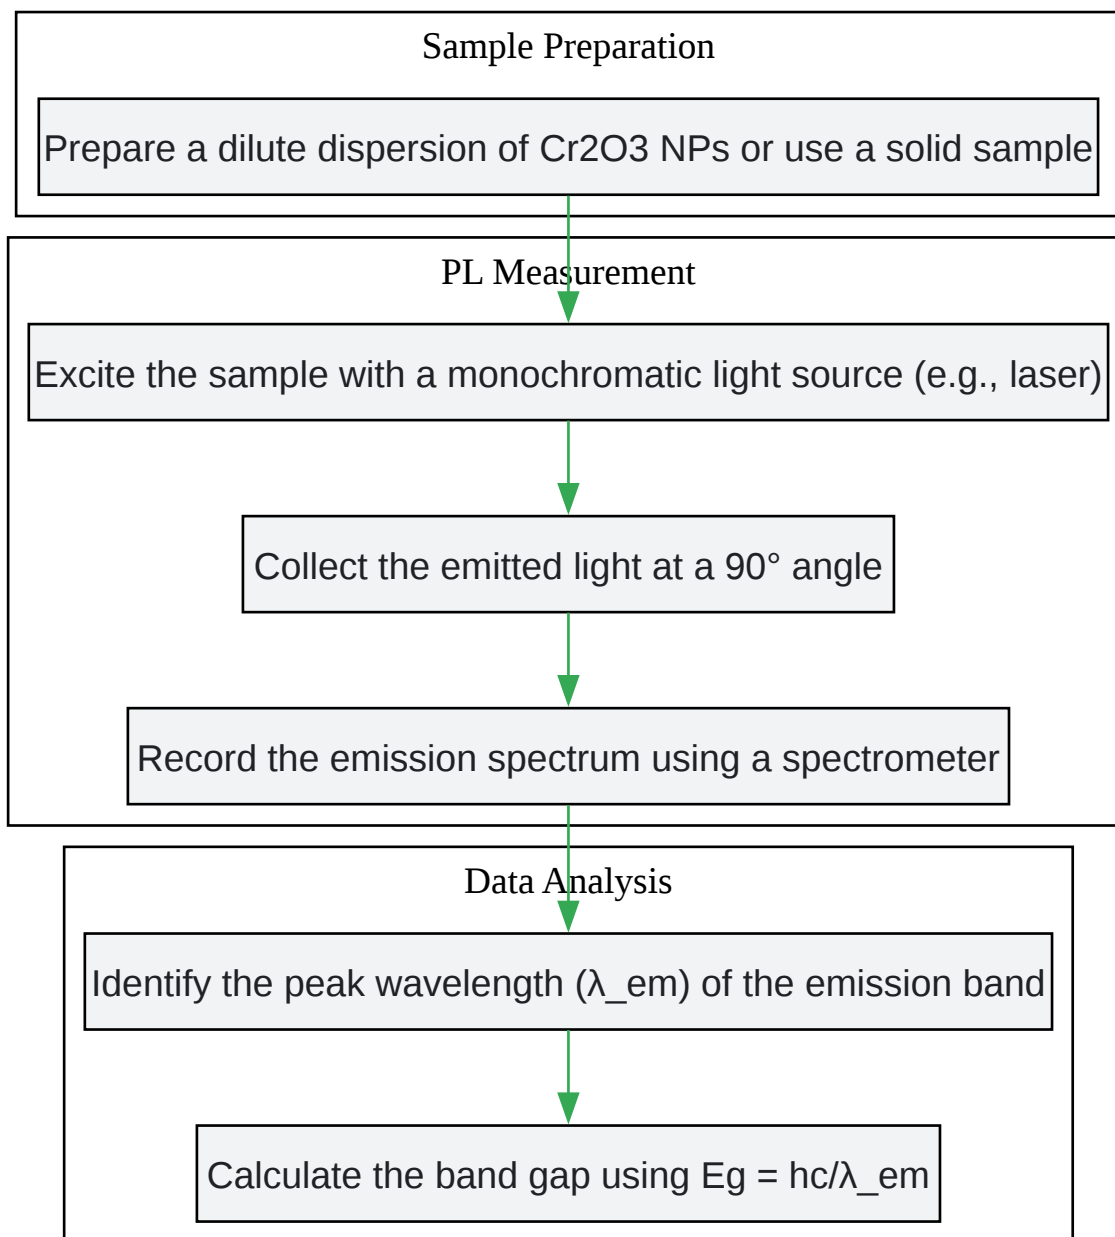 Sample Preparation
Prepare a dilute dispersion of Cr2O3 NPs or use a solid sample
PL Measurement
Excite the sample with a monochromatic light source (e.g., laser)
Collect the emitted light at a 90° angle
Record the emission spectrum using a spectrometer
Data Analysis
Identify the peak wavelength (λ_em) of the emission band
Calculate the band gap using Eg = hc/λ_em